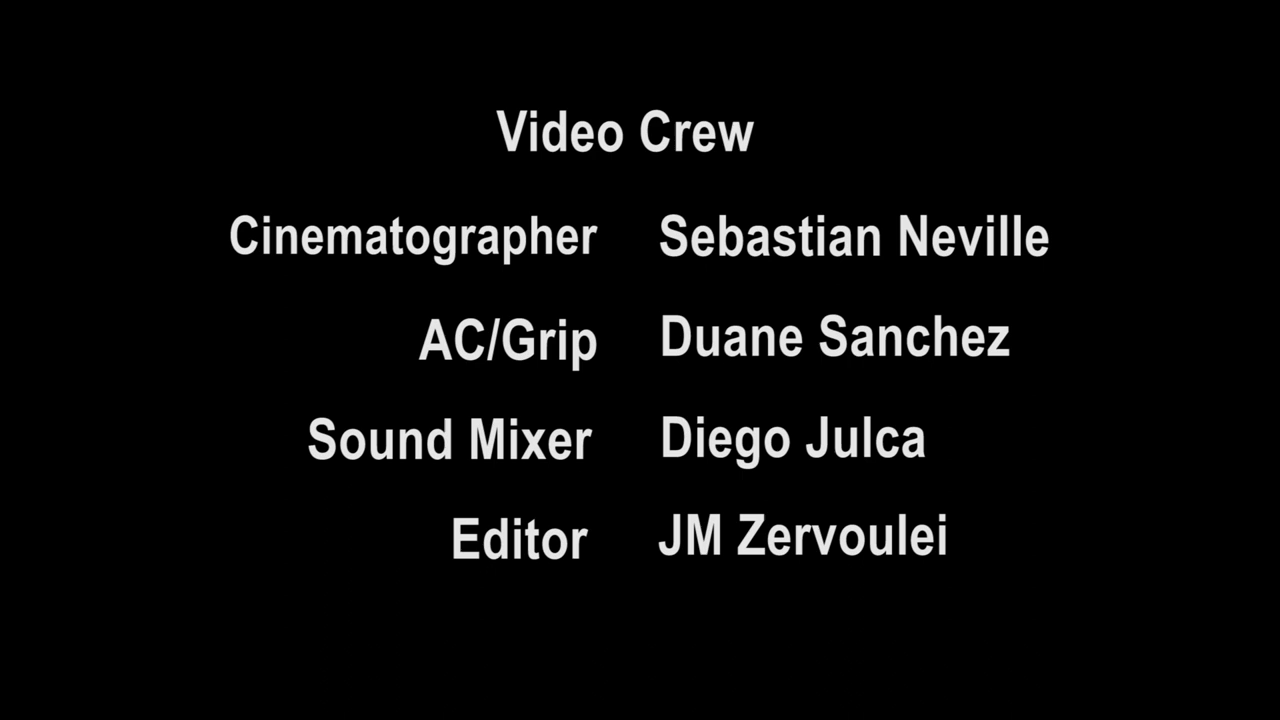 Video Crew
Cinematographer Sebastian Neville
AC/Grip Duane Sanchez
Sound Mixer Diego Julca
Editor JM Zervoulei